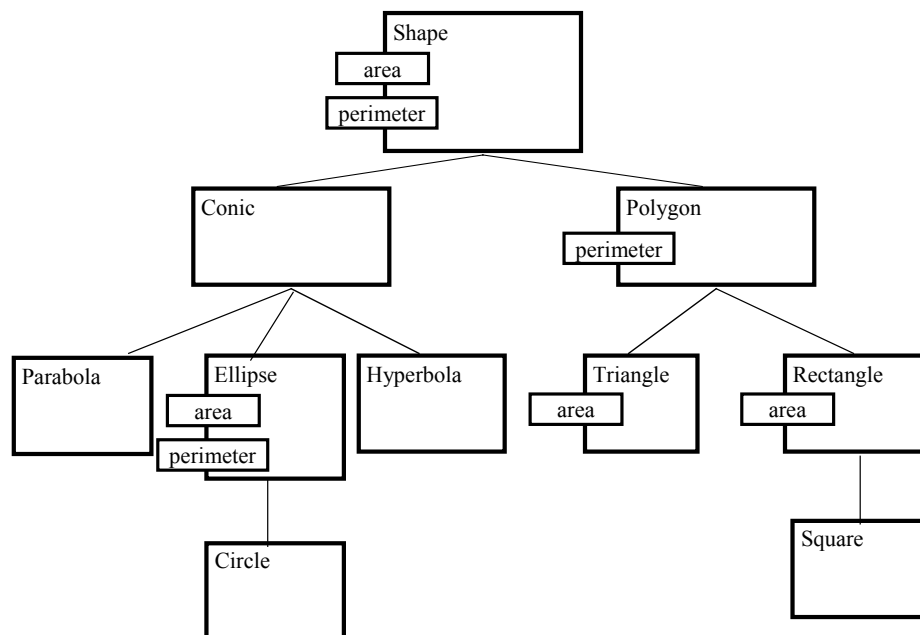 Shape
area
perimeter
Conic
Polygon
perimeter
Parabola
Ellipse
area
perimeter
Hyperbola
Triangle
area
Rectangle
area
Circle
Square